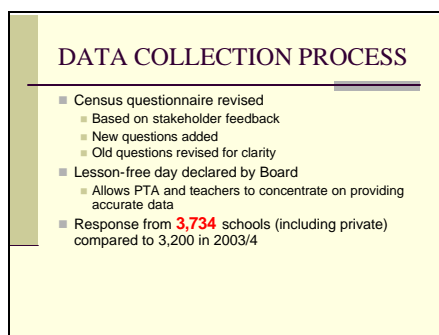 DATA COLLECTION PROCESS
Census questionnaire revised
Based on stakeholder feedback
New questions added
Old questions revised for clarity
Lesson-free day declared by Board
Allows PTA and teachers to concentrate on providing
accurate data
Response from 3,734 schools (including private)
compared to 3,200 in 2003/4